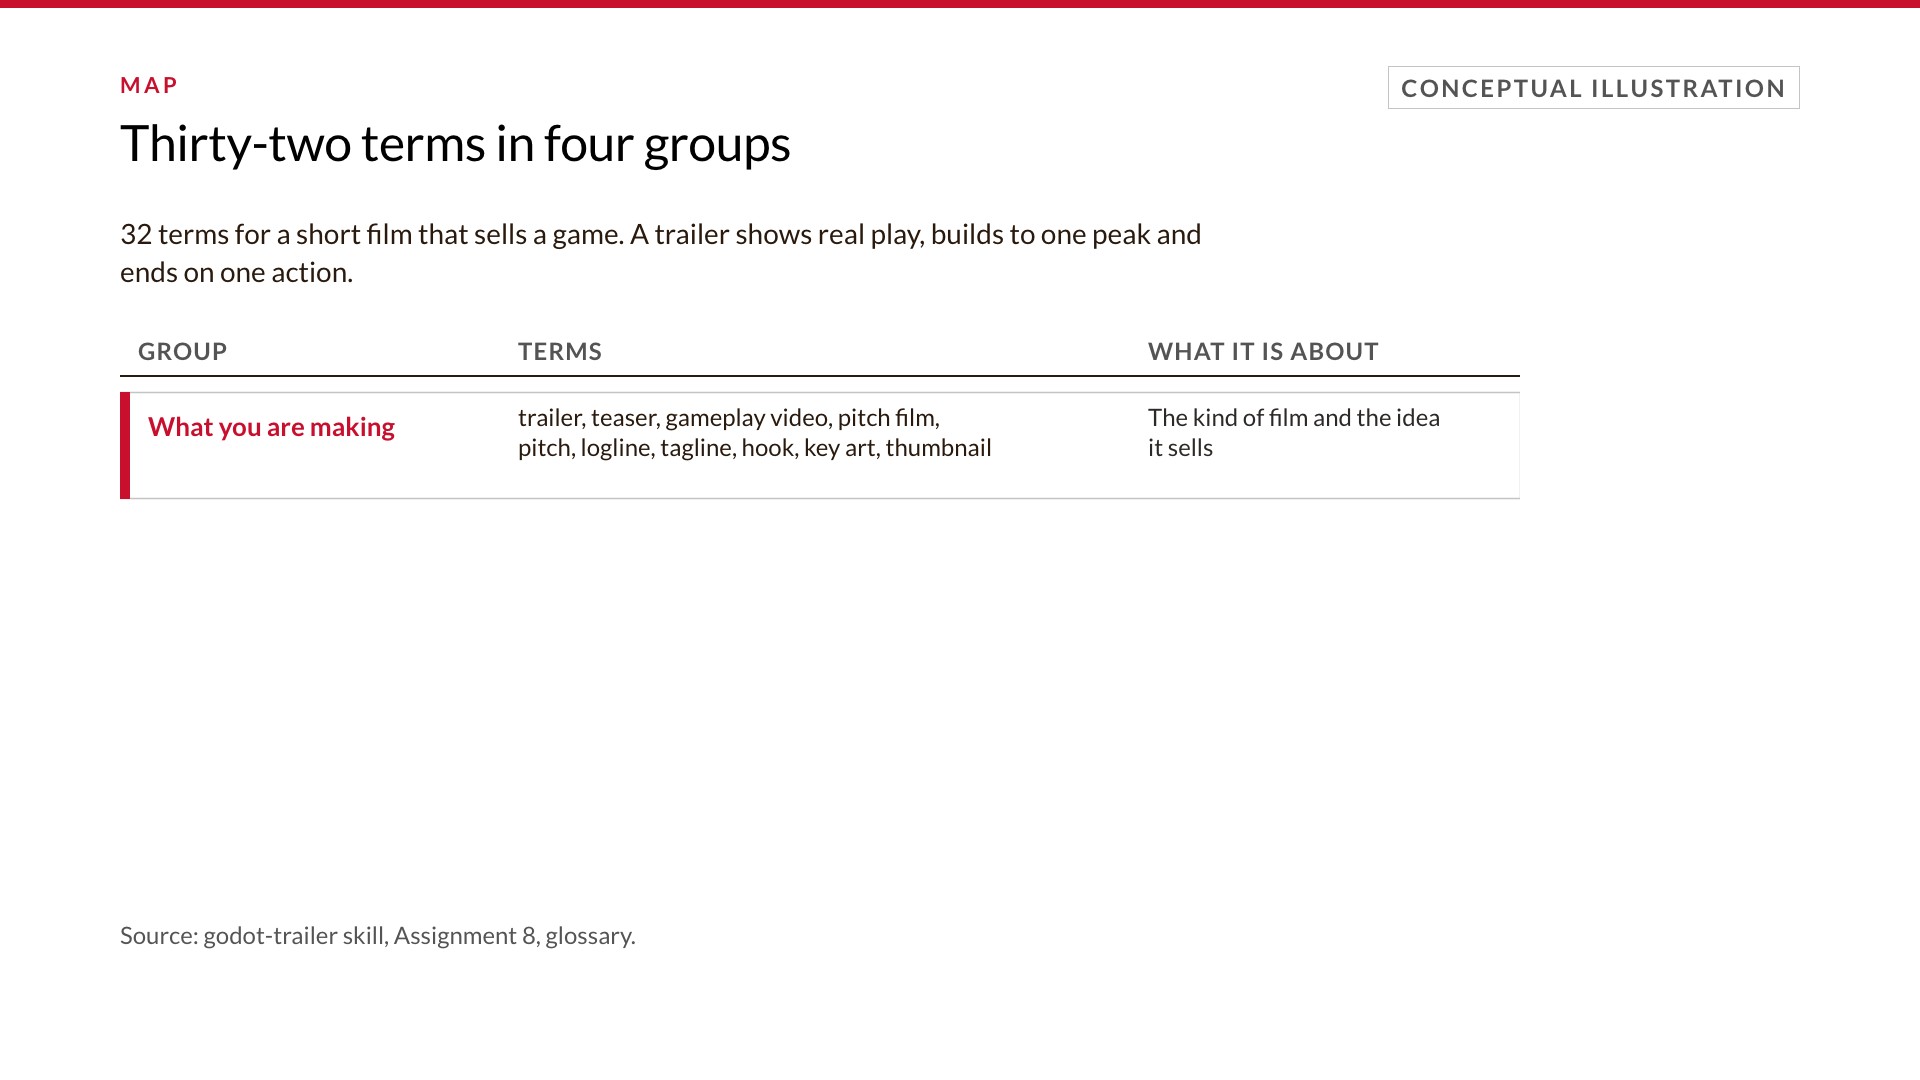 MAP
CONCEPTUAL ILLUSTRATION
Thirty-two terms in four groups
32 terms for a short film that sells a game. A trailer shows real play, builds to one peak and
ends on one action.
GROUP TERMS WHAT IT IS ABOUT
What you are making
trailer, teaser, gameplay video, pitch film,
pitch, logline, tagline, hook, key art, thumbnail
The kind of film and the idea
it sells
Source: godot-trailer skill, Assignment 8, glossary.